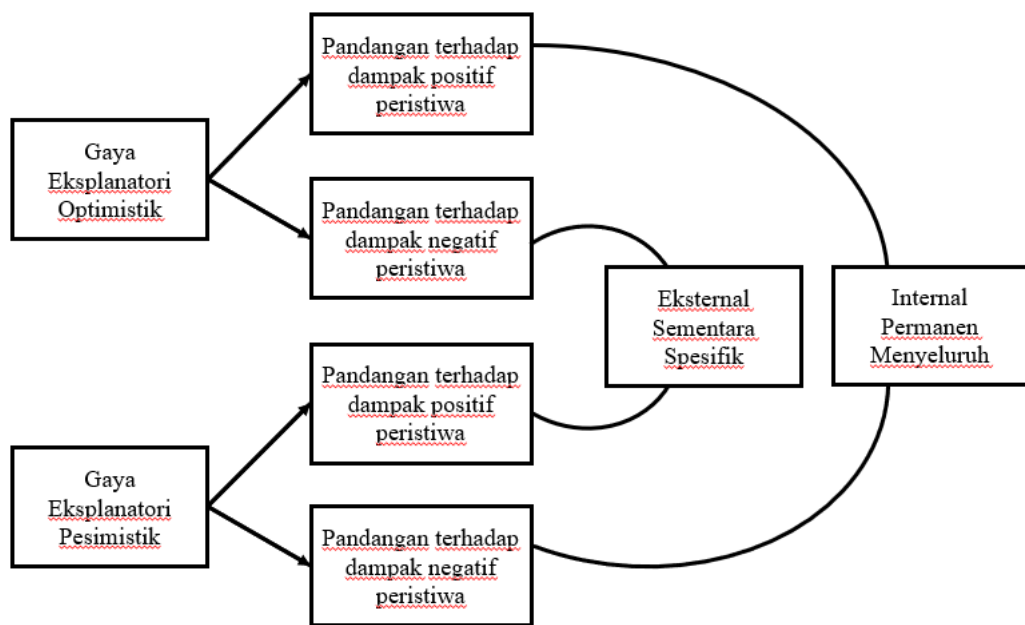 Pandangan terhadap
dampak positif
peristiwa
Gaya
Eksplanatori
Optimistik
Pandangan terhadap
dampak negatif
peristiwa
Eksternal
Sementara
Spesifik
Internal
Permanen
Menyeluruh
Pandangan terhadap
dampak positif
peristiwa
Gaya
Eksplanatori
Pesimistik
Pandangan terhadap
dampak negatif
peristiwa